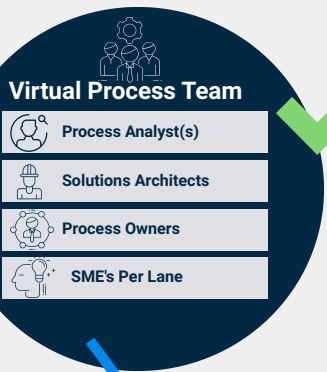 Virtual Process Team
Process Analyst(s)
Solutions Architects
Process Owners
SME's Per Lane